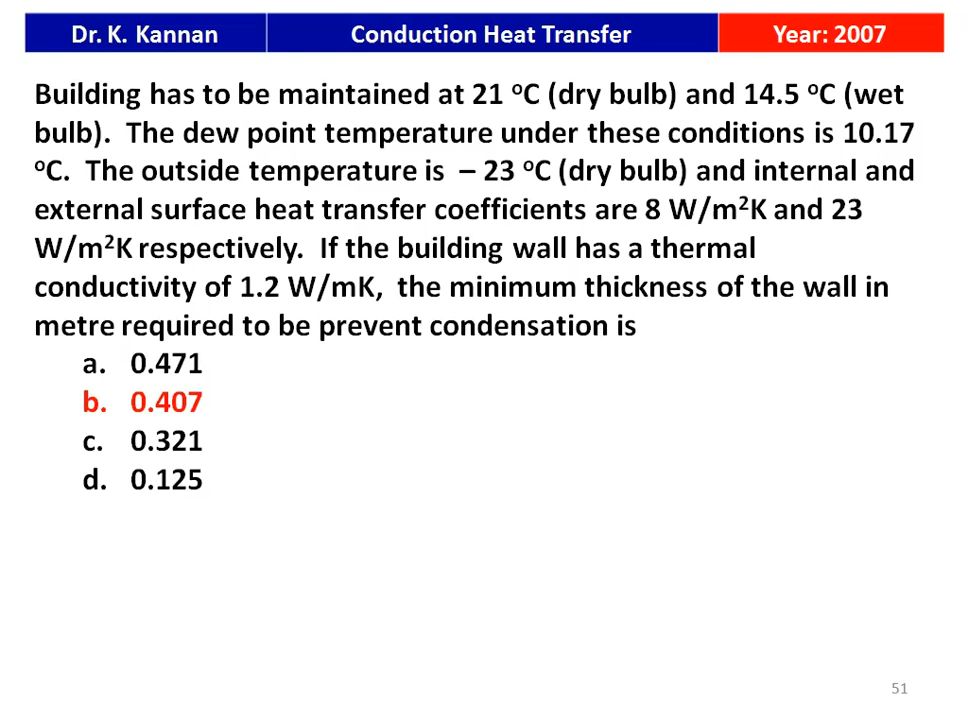 Dr. K. Kannan Conduction Heat Transfer Year: 2007
Building has to be maintained at 21 ᵒC (dry bulb) and 14.5 ᵒC (wet
bulb). The dew point temperature under these conditions is 10.17
ᵒC. The outside temperature is – 23 ᵒC (dry bulb) and internal and
external surface heat transfer coefficients are 8 W/m²K and 23
W/m²K respectively. If the building wall has a thermal
conductivity of 1.2 W/mK, the minimum thickness of the wall in
metre required to be prevent condensation is
a. 0.471
b. 0.407
c. 0.321
d. 0.125
51